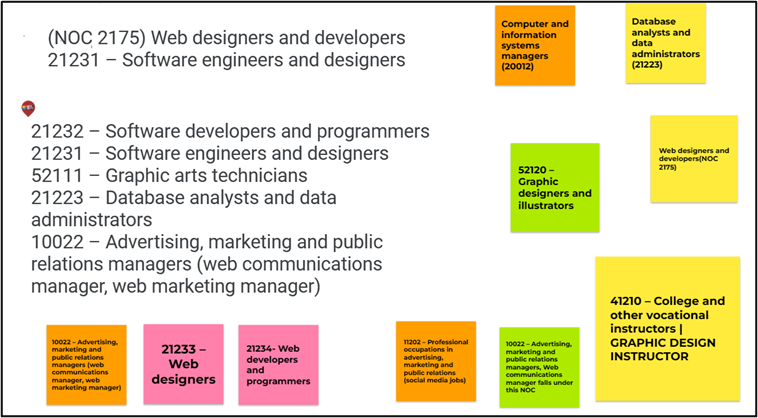 (NOC 2175) Web designers and developers
21231 – Software engineers and designers
21232 – Software developers and programmers
21231 – Software engineers and designers
52111 – Graphic arts technicians
21223 – Database analysts and data
administrators
10022 – Advertising, marketing and public
relations managers (web communications
manager, web marketing manager)
Computer and
information
systems
managers
(20012)
Database
analysts and
data
administrators
(21223)
52120 –
Graphic
designers and
illustrators
Web designers and
developers(NOC
2175)
41210 – College and
other vocational
instructors |
GRAPHIC DESIGN
INSTRUCTOR
10022 – Advertising,
marketing and
public relations
managers (web
communications
manager, web
marketing manager)
21233 –
Web
designers
21234- Web
developers
and
programmers
11202 – Professional
occupations in
advertising,
marketing and
public relations
(social media jobs)
10022 – Advertising,
marketing and
public relations
managers, Web
communications
manager falls under
this NOC